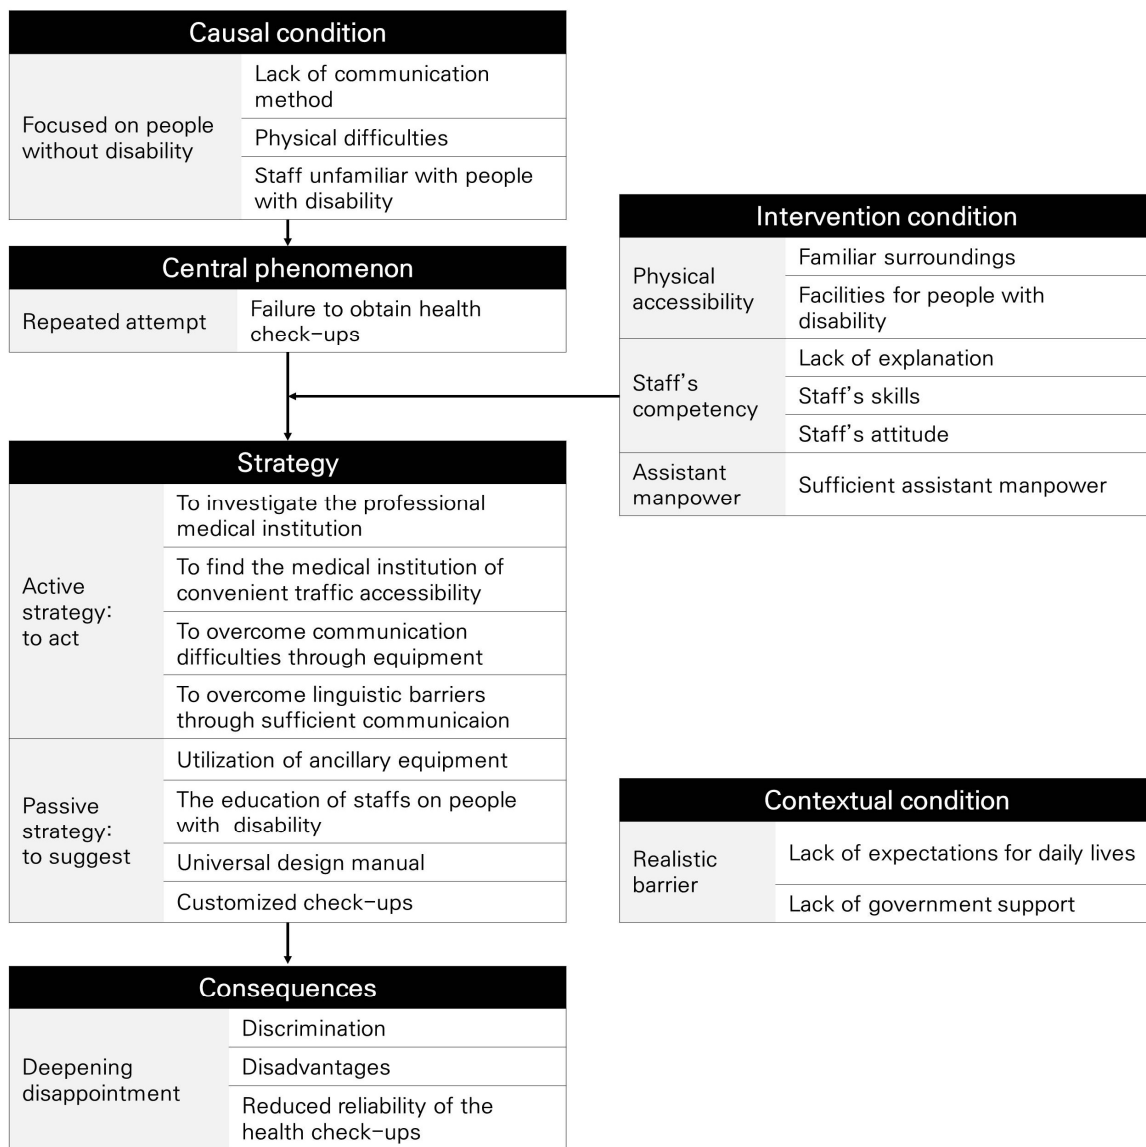 Causal condition
Focused on people
without disability
Lack of communication
method
Physical difficulties
Staff unfamiliar with people
with disability
Central phenomenon
Repeated attempt
Failure to obtain health
check-ups
Intervention condition
Physical
accessibility
Familiar surroundings
Facilities for people with
disability
Staff's
competency
Lack of explanation
Staff's skills
Staff's attitude
Assistant
manpower
Sufficient assistant manpower
Strategy
Active
strategy:
to act
To investigate the professional
medical institution
To find the medical institution of
convenient traffic accessibility
To overcome communication
difficulties through equipment
To overcome linguistic barriers
through sufficient communicaion
Passive
strategy:
to suggest
Utilization of ancillary equipment
The education of staffs on people
with disability
Universal design manual
Customized check-ups
Contextual condition
Realistic
barrier
Lack of expectations for daily lives
Lack of government support
Consequences
Deepening
disappointment
Discrimination
Disadvantages
Reduced reliability of the
health check-ups